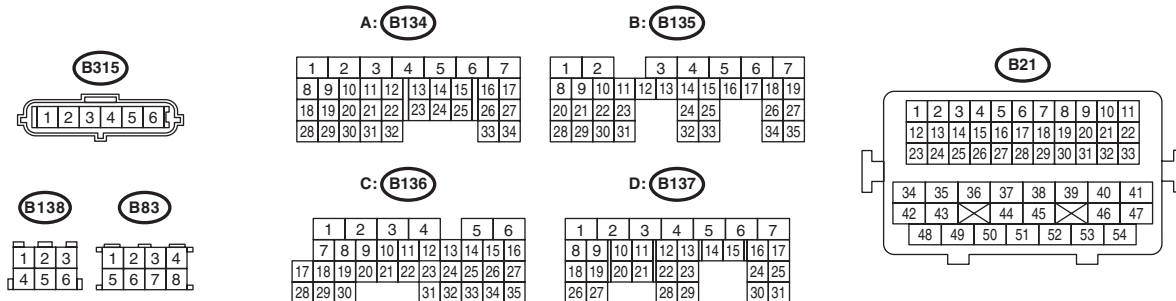 B315
1 2 3 4 5 6
B138
1 2 3
4 5 6
B83
1 2 3 4
5 6 7 8
A: B134
1 2 3 4 5 6 7
8 9 10 11 12 13 14 15 16 17
18 19 20 21 22 23 24 25 26 27
28 29 30 31 32 33 34
B: B135
1 2 3 4 5 6 7
8 9 10 11 12 13 14 15 16 17 18 19
20 21 22 23 24 25 26 27
28 29 30 31 32 33 34 35
C: B136
1 2 3 4 5 6
7 8 9 10 11 12 13 14 15 16
17 18 19 20 21 22 23 24 25 26 27
28 29 30 31 32 33 34 35
D: B137
1 2 3 4 5 6 7
8 9 10 11 12 13 14 15 16 17
18 19 20 21 22 23 24 25
26 27 28 29 30 31
B21
1 2 3 4 5 6 7 8 9 10 11
12 13 14 15 16 17 18 19 20 21 22
23 24 25 26 27 28 29 30 31 32 33
34 35 36 37 38 39 40 41
42 43 44 45 46 47
48 49 50 51 52 53 54